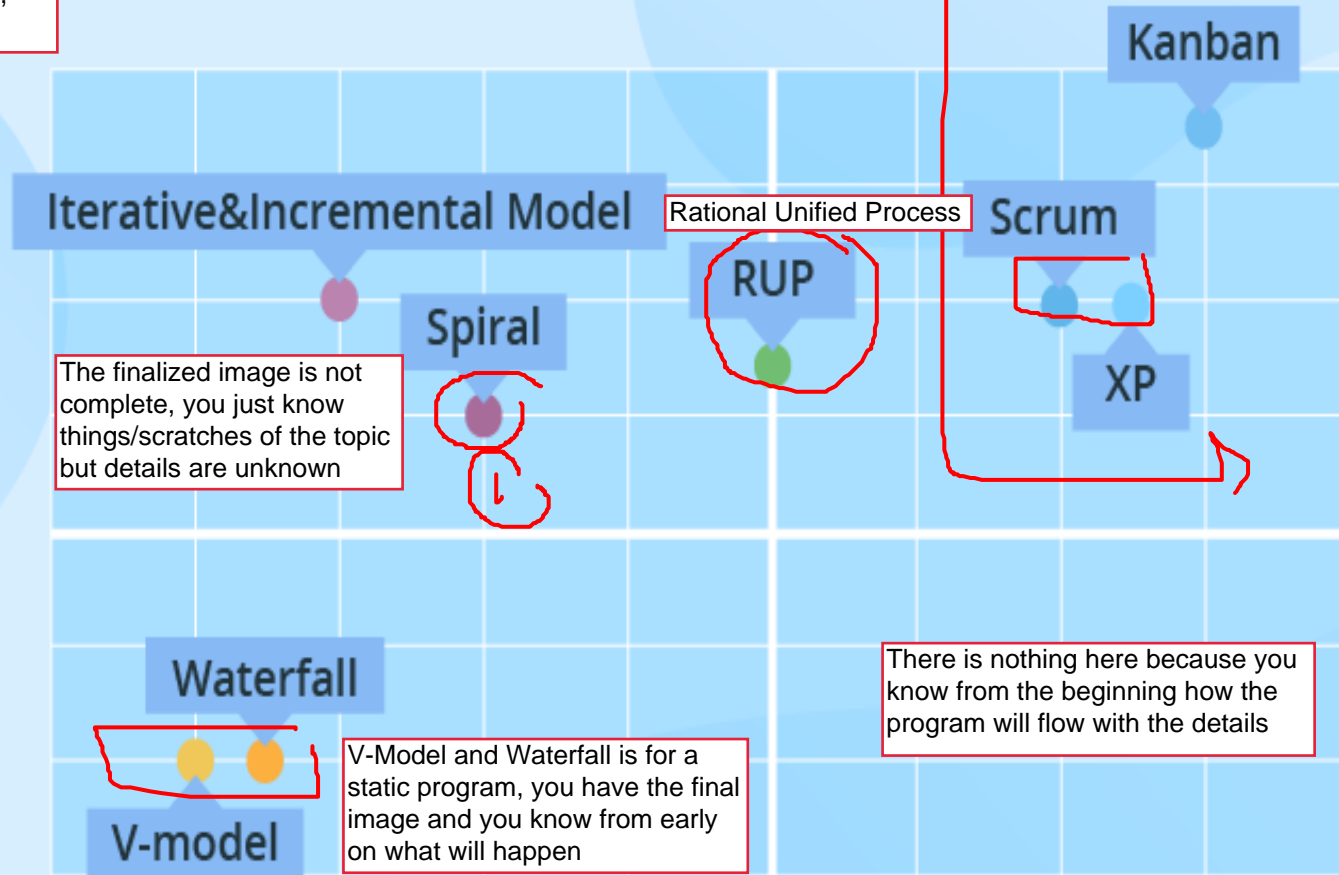 Kanban
Iterative&Incremental Model
Rational Unified Process
Scrum
RUP
Spiral
The finalized image is not
complete, you just know
things/scratches of the topic
but details are unknown
XP
1
Waterfall
There is nothing here because you
know from the beginning how the
program will flow with the details
V-Model and Waterfall is for a
static program, you have the final
image and you know from early
on what will happen
V-model